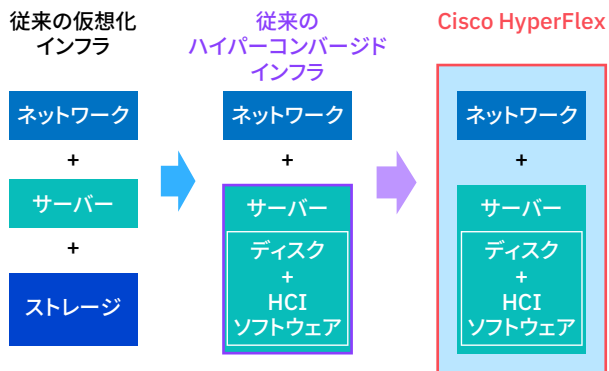 従来の仮想化
インフラ
ネットワーク
+
サーバー
+
ストレージ
従来の
ハイパーコンバージド
インフラ
ネットワーク
+
サーバー
ディスク
+
HCI
ソフトウェア
Cisco HyperFlex
ネットワーク
+
サーバー
ディスク
+
HCI
ソフトウェア